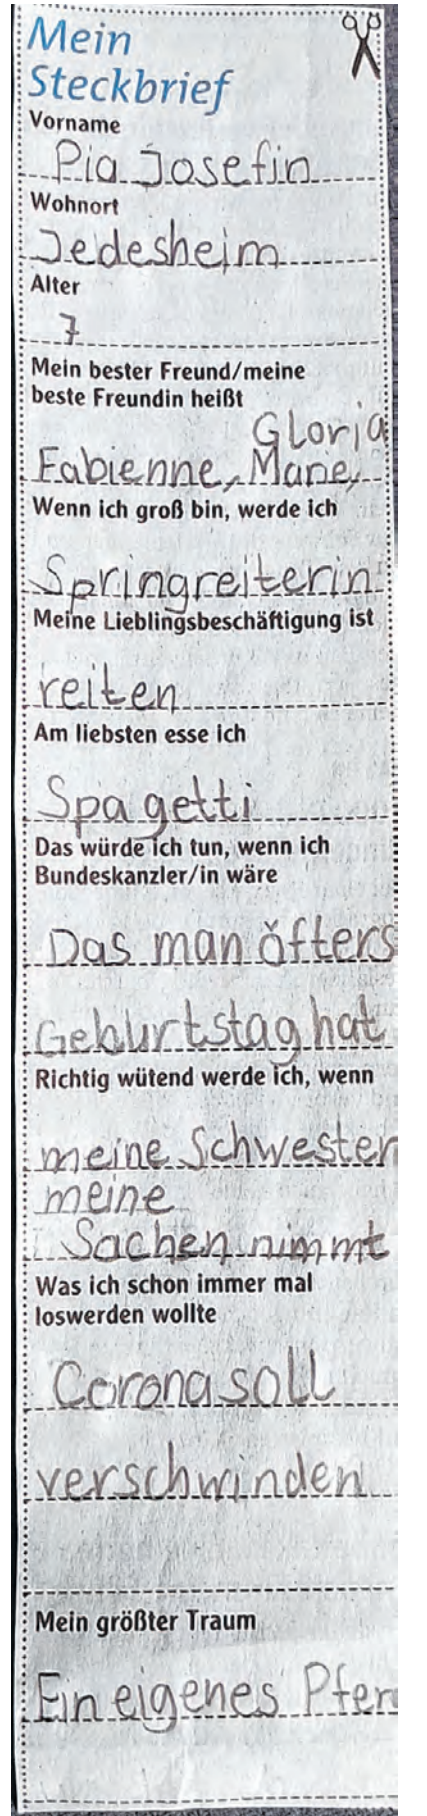 Mein
Steckbrief
Vorname
Pia Josefin
Wohnort
Jedesheim
Alter
7
Mein bester Freund/meine
beste Freundin heißt
Gloria
Fabienne, Marie,
Wenn ich groß bin, werde ich
Springreiterin
Meine Lieblingsbeschäftigung ist
reiten
Am liebsten esse ich
Spagetti
Das würde ich tun, wenn ich
Bundeskanzler/in wäre
Das man öfters
Geburtstag hat
Richtig wütend werde ich, wenn
meine Schwester
meine
Sachen nimmt
Was ich schon immer mal
loswerden wollte
Corona soll
verschwinden
Mein größter Traum
Ein eigenes Pfer